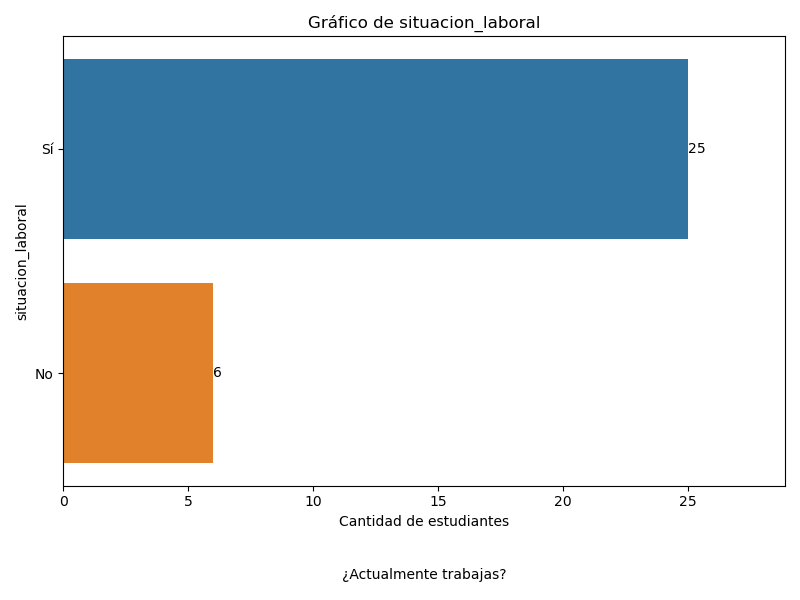 Gráfico de situacion_laboral
situacion_laboral
Sí
25
No
6
0 5 10 15 20 25
Cantidad de estudiantes
¿Actualmente trabajas?